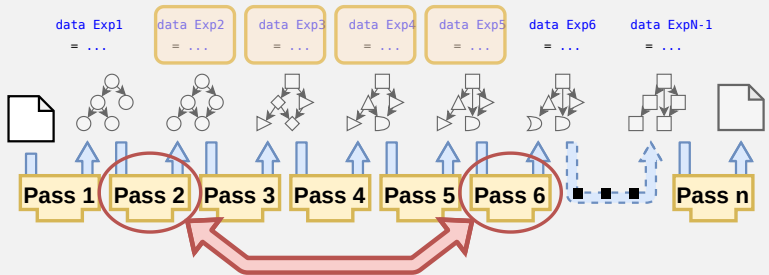 data Exp1
= ...
data Exp2
= ...
data Exp3
= ...
data Exp4
= ...
data Exp5
= ...
data Exp6
= ...
data ExpN-1
= ...
Pass 1
Pass 2
Pass 3
Pass 4
Pass 5
Pass 6
Pass n